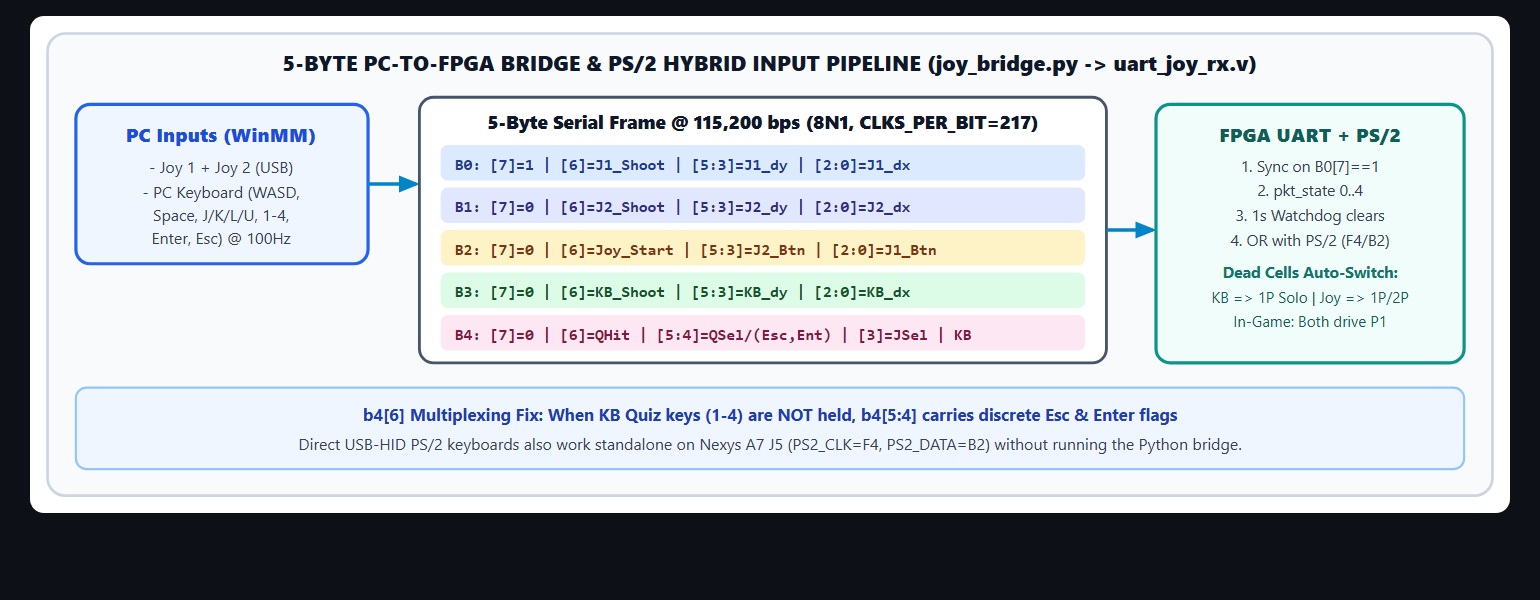 5-BYTE PC-TO-FPGA BRIDGE & PS/2 HYBRID INPUT PIPELINE (joy_bridge.py -> uart_joy_rx.v)
PC Inputs (WinMM)
- Joy 1 + Joy 2 (USB)
- PC Keyboard (WASD,
Space, J/K/L/U, 1-4,
Enter, Esc) @ 100Hz
5-Byte Serial Frame @ 115,200 bps (8N1, CLKS_PER_BIT=217)
B0: [7]=1 | [6]=J1_Shoot | [5:3]=J1_dy | [2:0]=J1_dx
B1: [7]=0 | [6]=J2_Shoot | [5:3]=J2_dy | [2:0]=J2_dx
B2: [7]=0 | [6]=Joy_Start | [5:3]=J2_Btn | [2:0]=J1_Btn
B3: [7]=0 | [6]=KB_Shoot | [5:3]=KB_dy | [2:0]=KB_dx
B4: [7]=0 | [6]=QHit | [5:4]=QSel/(Esc,Ent) | [3]=JSel | KB
FPGA UART + PS/2
1. Sync on B0[7]==1
2. pkt_state 0..4
3. 1s Watchdog clears
4. OR with PS/2 (F4/B2)
Dead Cells Auto-Switch:
KB => 1P Solo | Joy => 1P/2P
In-Game: Both drive P1
b4[6] Multiplexing Fix: When KB Quiz keys (1-4) are NOT held, b4[5:4] carries discrete Esc & Enter flags
Direct USB-HID PS/2 keyboards also work standalone on Nexys A7 J5 (PS2_CLK=F4, PS2_DATA=B2) without running the Python bridge.